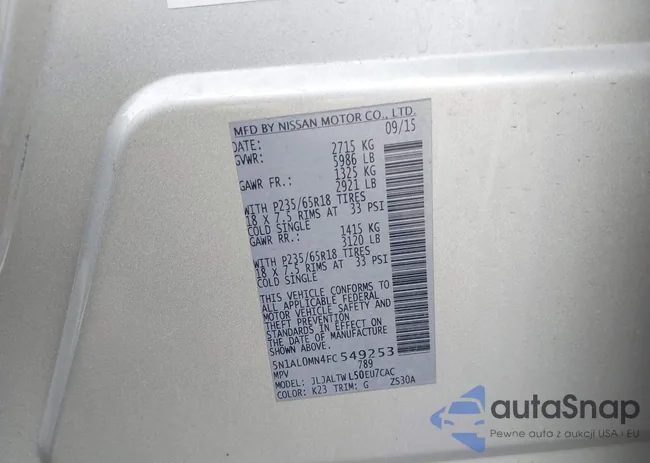 MFD BY NISSAN MOTOR CO., LTD.
DATE: 09/15
GVWR: 2715 KG
5986 LB
GAWR FR.: 1325 KG
2921 LB
WITH P235/65R18 TIRES
18 X 7.5 RIMS AT 33 PSI
COLD SINGLE
GAWR RR.: 1415 KG
3120 LB
WITH P235/65R18 TIRES
18 X 7.5 RIMS AT 33 PSI
COLD SINGLE
THIS VEHICLE CONFORMS TO
ALL APPLICABLE FEDERAL
MOTOR VEHICLE SAFETY AND
THEFT PREVENTION
STANDARDS IN EFFECT ON
THE DATE OF MANUFACTURE
SHOWN ABOVE.
5N1AL0MN4FC549253
MPV 789
MODEL: JLJALTWL50EU7CAC
COLOR: K23 TRIM: G ZS30A
autoSnap
Pewne auta z aukcji USA i EU